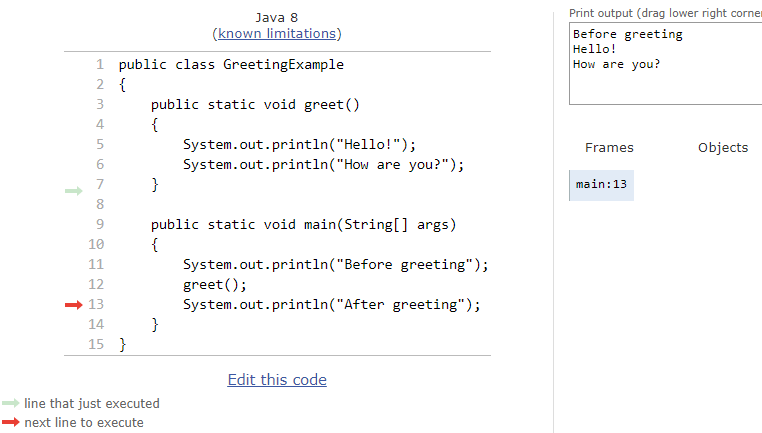 Java 8
(known limitations)
1 public class GreetingExample
2 {
3     public static void greet()
4     {
5         System.out.println("Hello!");
6         System.out.println("How are you?");
7     }
8
9     public static void main(String[] args)
10     {
11         System.out.println("Before greeting");
12         greet();
13         System.out.println("After greeting");
14     }
15 }
Edit this code
line that just executed
next line to execute
Print output (drag lower right corner
Before greeting
Hello!
How are you?
Frames Objects
main:13